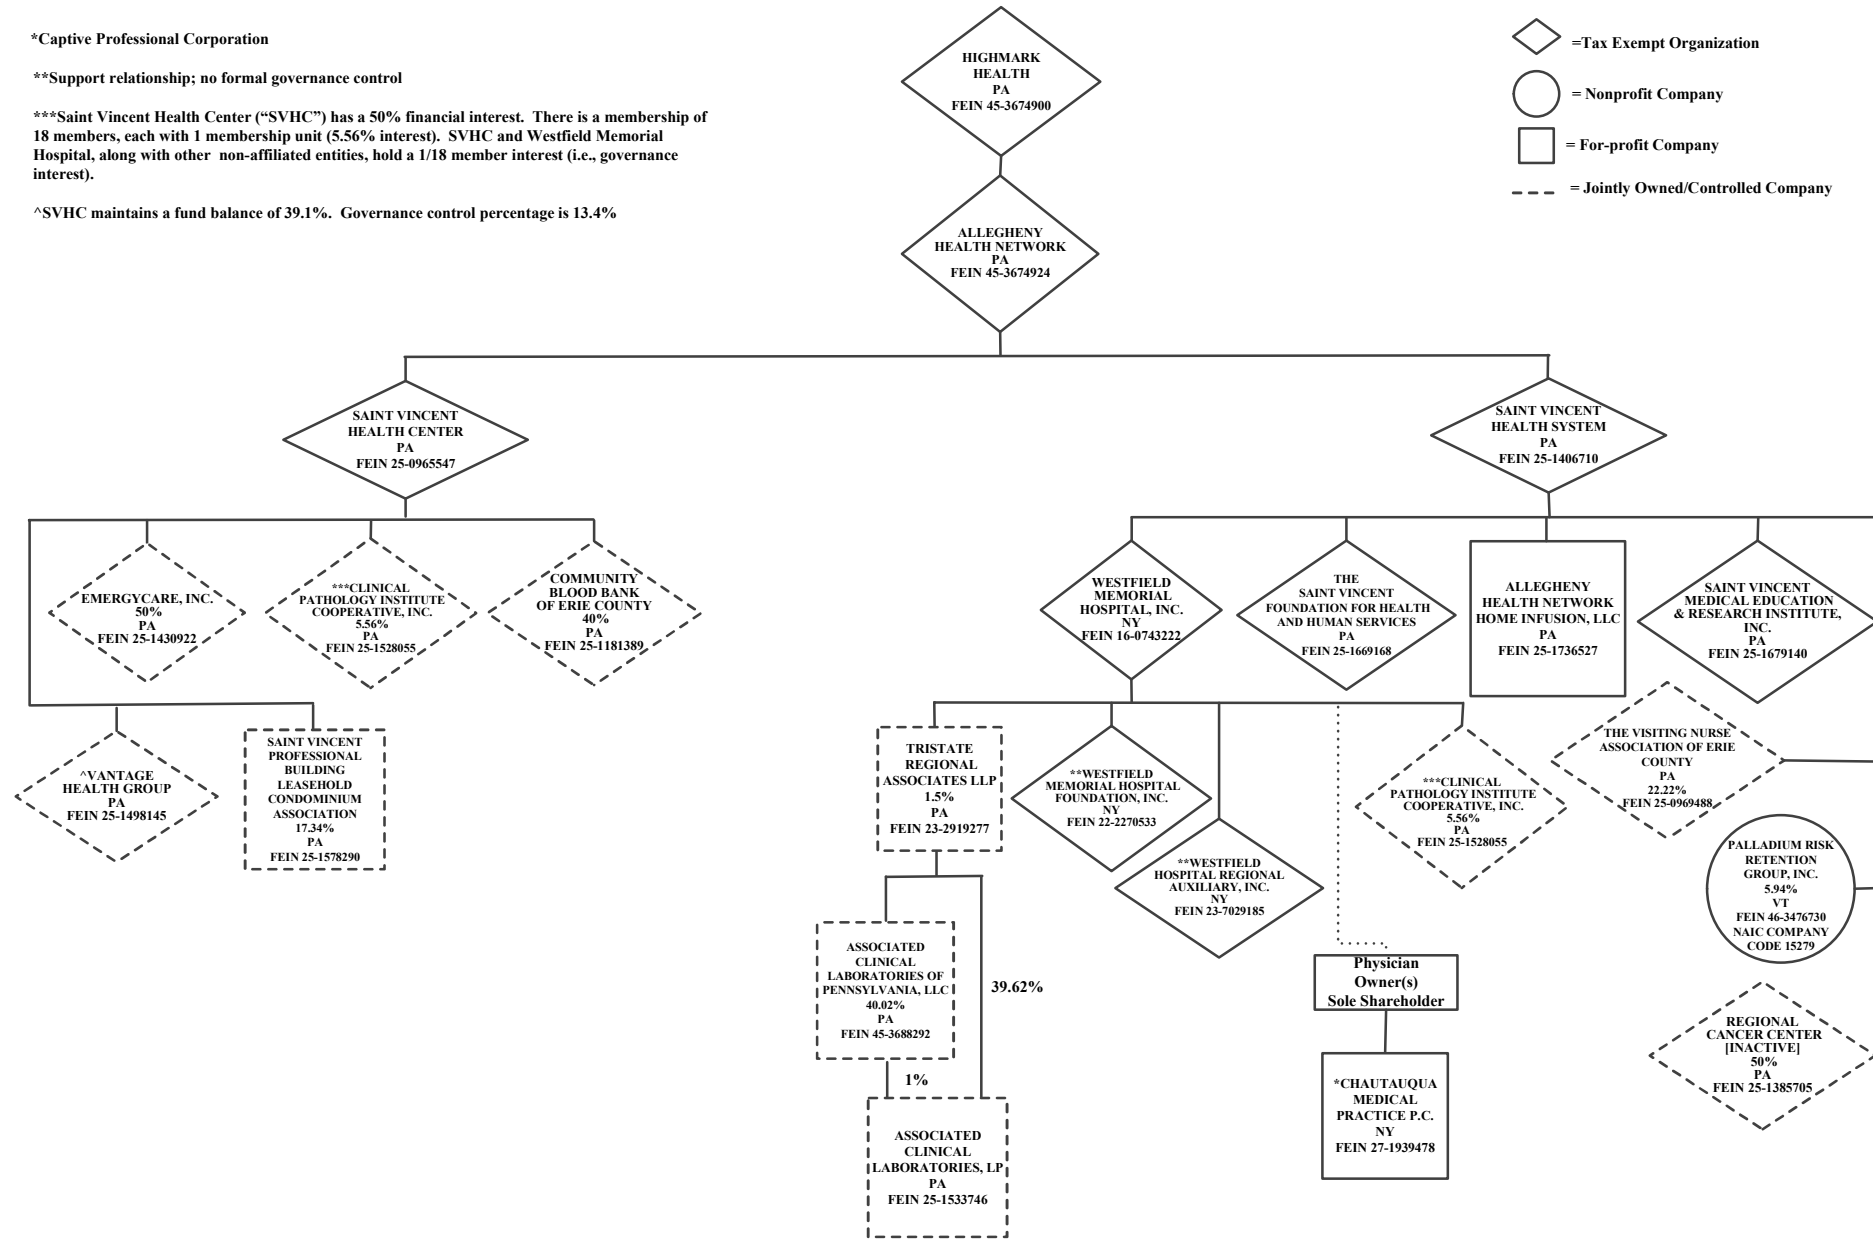 *Captive Professional Corporation
**Support relationship; no formal governance control
***Saint Vincent Health Center (“SVHC”) has a 50% financial interest. There is a membership of
18 members, each with 1 membership unit (5.56% interest). SVHC and Westfield Memorial
Hospital, along with other non-affiliated entities, hold a 1/18 member interest (i.e., governance
interest).
^SVHC maintains a fund balance of 39.1%. Governance control percentage is 13.4%
HIGHMARK
HEALTH
PA
FEIN 45-3674900
=Tax Exempt Organization
= Nonprofit Company
= For-profit Company
= Jointly Owned/Controlled Company
ALLEGHENY
HEALTH NETWORK
PA
FEIN 45-3674924
SAINT VINCENT
HEALTH CENTER
PA
FEIN 25-0965547
SAINT VINCENT
HEALTH SYSTEM
PA
FEIN 25-1406710
EMERGYCARE, INC.
50%
PA
FEIN 25-1430922
***CLINICAL
PATHOLOGY INSTITUTE
COOPERATIVE, INC.
5.56%
PA
FEIN 25-1528055
COMMUNITY
BLOOD BANK
OF ERIE COUNTY
40%
PA
FEIN 25-1181389
WESTFIELD
MEMORIAL
HOSPITAL, INC.
NY
FEIN 16-0743222
THE
SAINT VINCENT
FOUNDATION FOR HEALTH
AND HUMAN SERVICES
PA
FEIN 25-1669168
ALLEGHENY
HEALTH NETWORK
HOME INFUSION, LLC
PA
FEIN 25-1736527
SAINT VINCENT
MEDICAL EDUCATION
& RESEARCH INSTITUTE,
INC.
PA
FEIN 25-1679140
^VANTAGE
HEALTH GROUP
PA
FEIN 25-1498145
SAINT VINCENT
PROFESSIONAL
BUILDING
LEASEHOLD
CONDOMINIUM
ASSOCIATION
17.34%
PA
FEIN 25-1578290
TRISTATE
REGIONAL
ASSOCIATES LLP
1.5%
PA
FEIN 23-2919277
**WESTFIELD
MEMORIAL HOSPITAL
FOUNDATION, INC.
NY
FEIN 22-2270533
**WESTFIELD
HOSPITAL REGIONAL
AUXILIARY, INC.
NY
FEIN 23-7029185
***CLINICAL
PATHOLOGY INSTITUTE
COOPERATIVE, INC.
5.56%
PA
FEIN 25-1528055
THE VISITING NURSE
ASSOCIATION OF ERIE
COUNTY
PA
22.22%
FEIN 25-0969488
PALLADIUM RISK
RETENTION
GROUP, INC.
5.94%
VT
FEIN 46-3476730
NAIC COMPANY
CODE 15279
ASSOCIATED
CLINICAL
LABORATORIES OF
PENNSYLVANIA, LLC
40.02%
PA
FEIN 45-3688292
39.62%
1%
ASSOCIATED
CLINICAL
LABORATORIES, LP
PA
FEIN 25-1533746
Physician
Owner(s)
Sole Shareholder
*CHAUTAUQUA
MEDICAL
PRACTICE P.C.
NY
FEIN 27-1939478
REGIONAL
CANCER CENTER
[INACTIVE]
50%
PA
FEIN 25-1385705